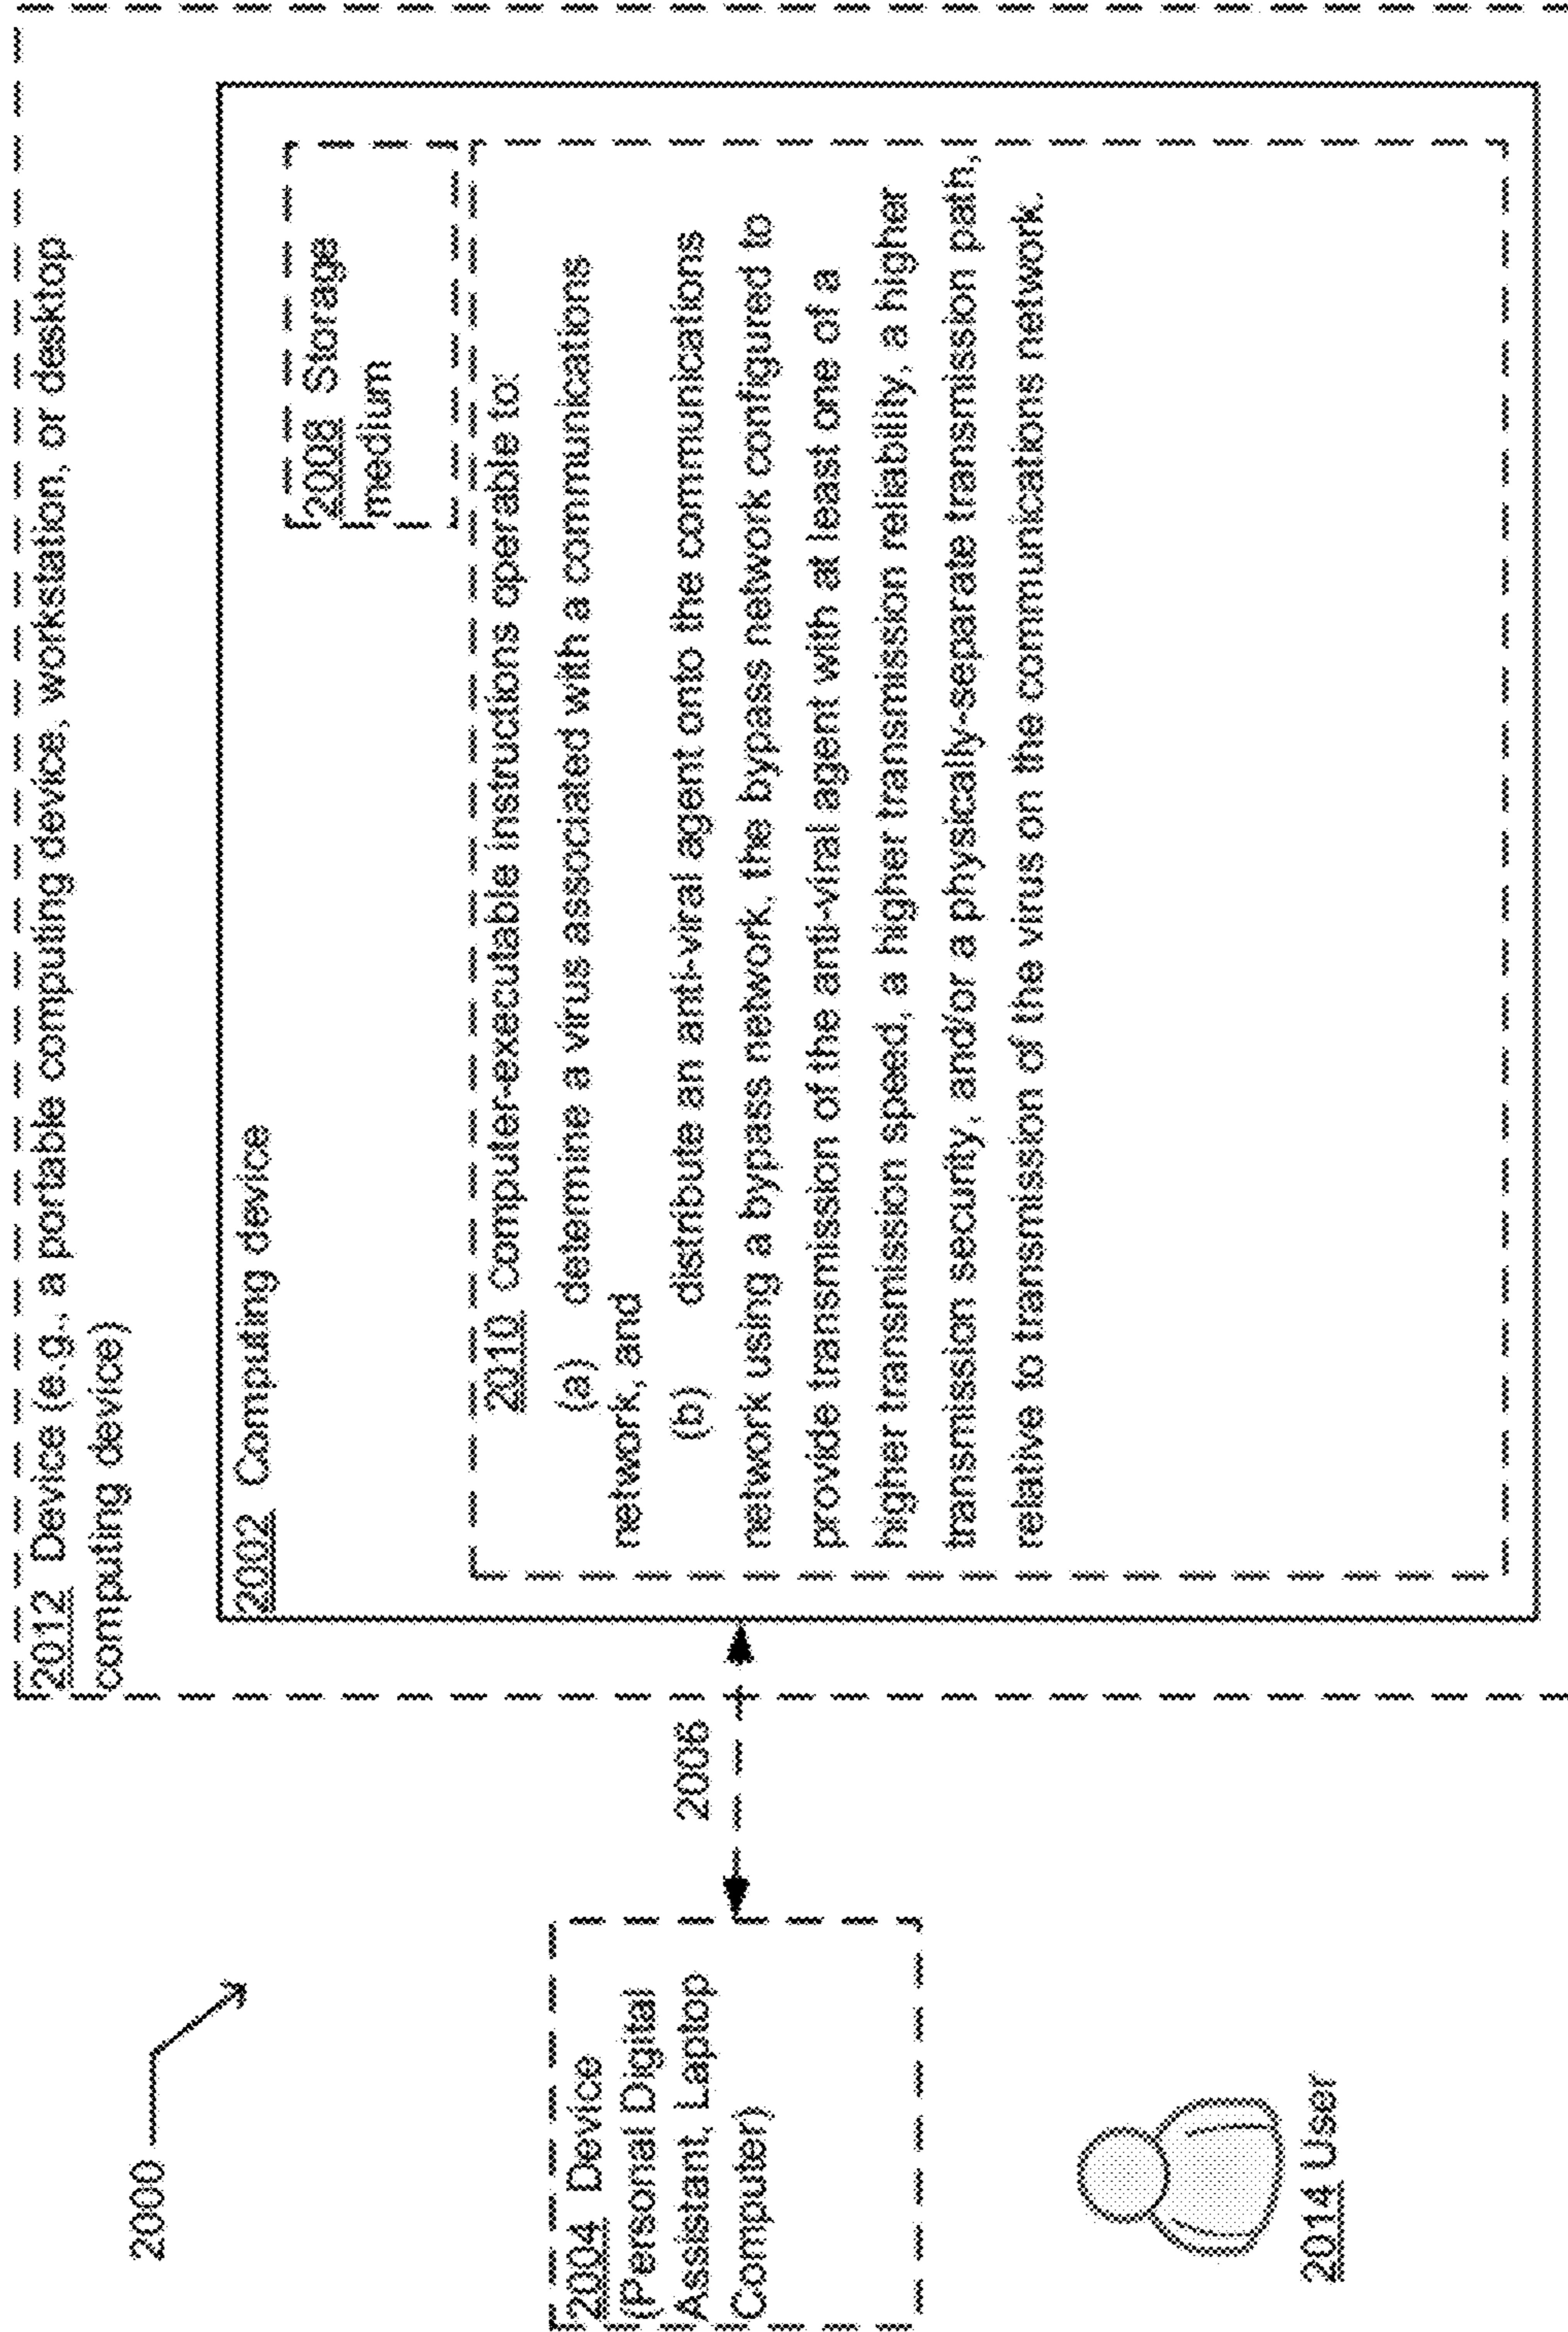 2000
2012 Device (e.g., a portable computing device, workstation, or desktop
computing device)
2002 Computing device
2008 Storage
medium
2010 computer-executable instructions operable to:
(a) determine a virus associated with a communications
network, and
(b) distribute an anti-viral agent onto the communications
network using a bypass network, the bypass network configured to
provide transmission of the anti-viral agent with at least one of a
higher transmission speed, a higher transmission reliability, a higher
transmission security, and/or a physically-separate transmission path,
relative to transmission of the virus on the communications network.
2006
2004 Device
(Personal Digital
Assistant, Laptop
Computer)
2014 User